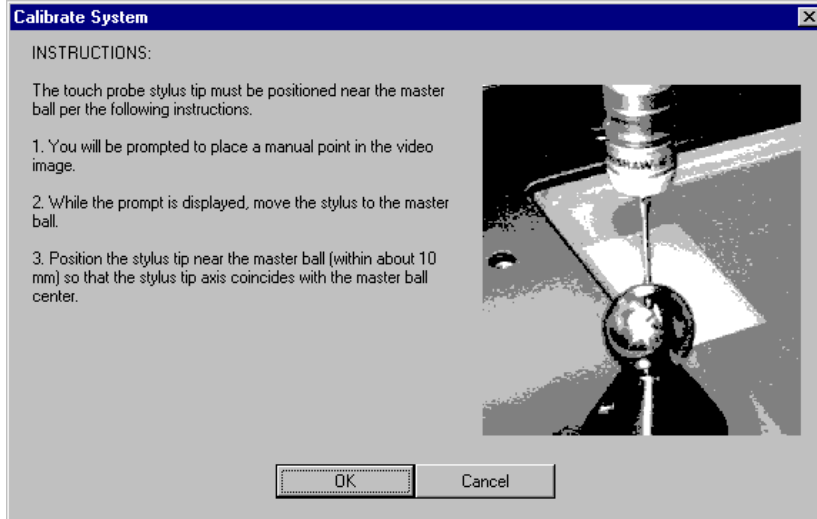 Calibrate System
INSTRUCTIONS:
The touch probe stylus tip must be positioned near the master
ball per the following instructions.
1. You will be prompted to place a manual point in the video
image.
2. While the prompt is displayed, move the stylus to the master
ball.
3. Position the stylus tip near the master ball (within about 10
mm) so that the stylus tip axis coincides with the master ball
center.
OK
Cancel